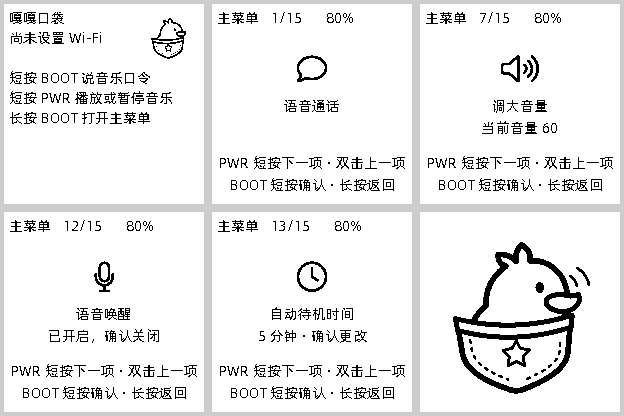 嘎嘎口袋
尚未设置 Wi-Fi
短按 BOOT 说音乐口令
短按 PWR 播放或暂停音乐
长按 BOOT 打开主菜单
主菜单 1/15 80%
语音通话
PWR 短按下一项 · 双击上一项
BOOT 短按确认 · 长按返回
主菜单 7/15 80%
调大音量
当前音量 60
PWR 短按下一项 · 双击上一项
BOOT 短按确认 · 长按返回
主菜单 12/15 80%
语音唤醒
已开启，确认关闭
PWR 短按下一项 · 双击上一项
BOOT 短按确认 · 长按返回
主菜单 13/15 80%
自动待机时间
5 分钟 · 确认更改
PWR 短按下一项 · 双击上一项
BOOT 短按确认 · 长按返回